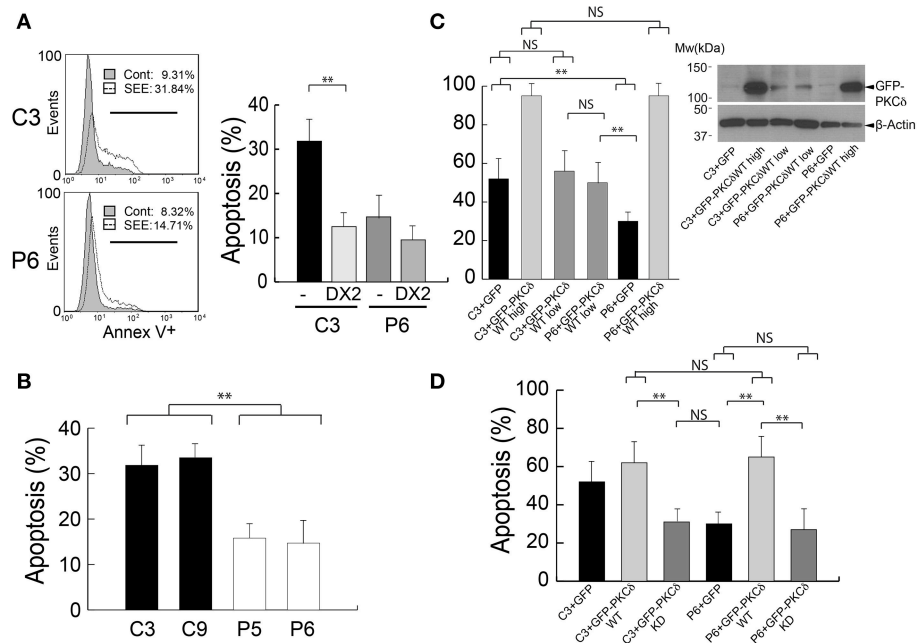 A
100
Events
0
C3
Cont: 9.31%
SEE: 31.84%
10⁰ 10¹ 10² 10³ 10⁴
100
Events
0
P6
Cont: 8.32%
SEE: 14.71%
10⁰ 10¹ 10² 10³ 10⁴
Annex V+
Apoptosis (%)
40
30
20
10
0
**
- DX2 - DX2
C3 P6
B
Apoptosis (%)
40
30
20
10
0
**
C3 C9 P5 P6
C
NS
NS
**
NS
**
100
80
60
40
20
0
C3+GFP
C3+GFP-PKCδ
WT high
C3+GFP-PKCδ
WT low
P6+GFP-PKCδ
WT low
P6+GFP
P6+GFP-PKCδ
WT high
Mw(kDa)
150
100
50
37
GFP-
PKCδ
β-Actin
C3+GFP
C3+GFP-PKCδWT high
C3+GFP-PKCδWT low
P6+GFP-PKCδWT low
P6+GFP
P6+GFP-PKCδWT high
D
NS
NS
**
NS
**
**
Apoptosis (%)
100
80
60
40
20
0
C3+GFP
C3+GFP-PKCδ
WT
C3+GFP-PKCδ
KD
P6+GFP
P6+GFP-PKCδ
WT
P6+GFP-PKCδ
KD